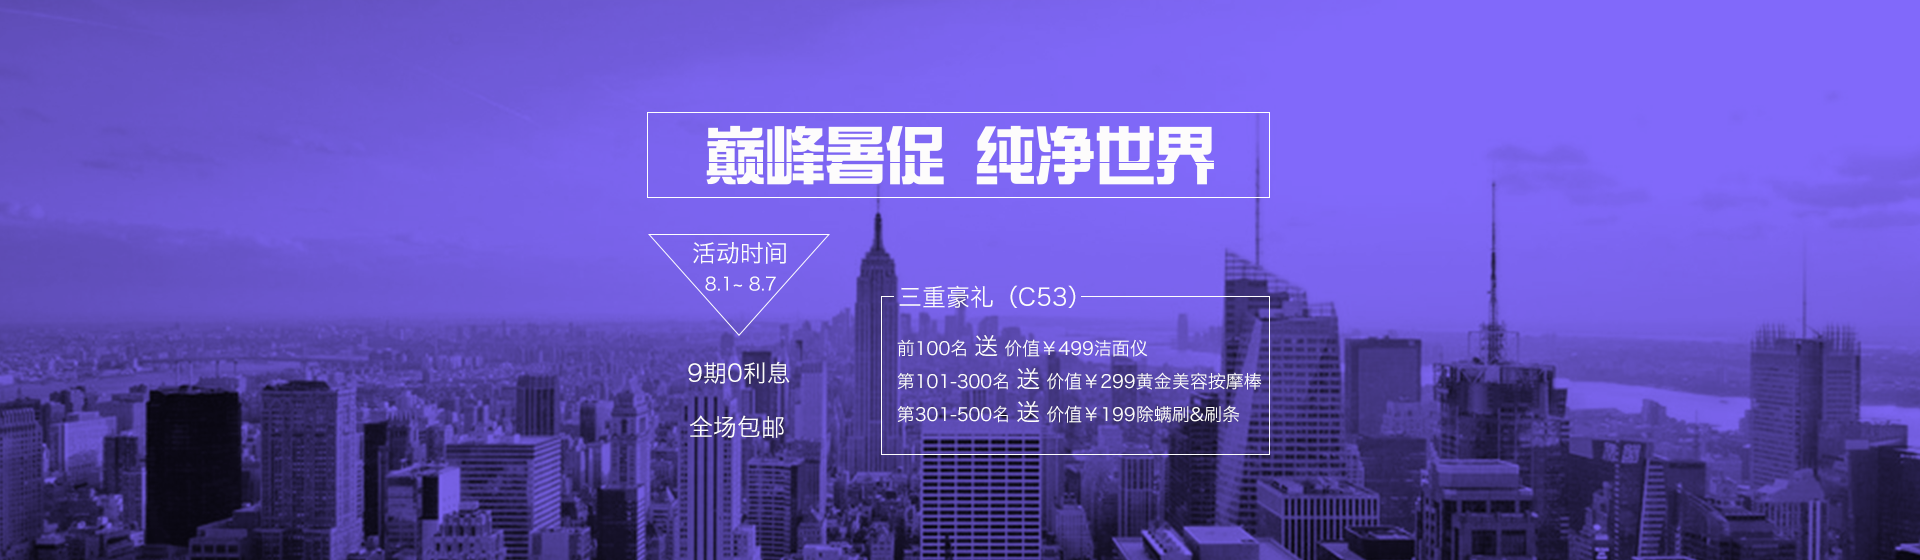 巅峰暑促 纯净世界
活动时间
8.1~ 8.7
9期0利息
全场包邮
三重豪礼（C53）
前100名 送 价值￥499洁面仪
第101-300名 送 价值￥299黄金美容按摩棒
第301-500名 送 价值￥199除螨刷&刷条